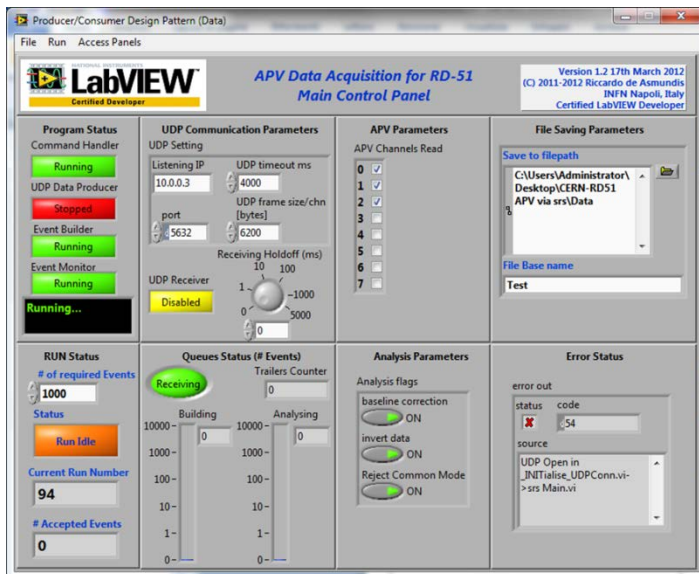 Producer/Consumer Design Pattern (Data)
File Run Access Panels
NATIONAL INSTRUMENTS
LabVIEW™
Certified Developer
APV Data Acquisition for RD-51
Main Control Panel
Version 1.2 17th March 2012
(C) 2011-2012 Riccardo de Asmundis
INFN Napoli, Italy
Certified LabVIEW Developer
Program Status
Command Handler
Running
UDP Data Producer
Stopped
Event Builder
Running
Event Monitor
Running
Running...
UDP Communication Parameters
UDP Setting
Listening IP
10.0.0.3
UDP timeout ms
4000
port
5632
UDP frame size/chn
[bytes]
6200
Receiving Holdoff (ms)
10 100
1
1000
0
5000
0
UDP Receiver
Disabled
APV Parameters
APV Channels Read
0
1
2
3
4
5
6
7
File Saving Parameters
Save to filepath
C:\Users\Administrator\
Desktop\CERN-RD51
APV via srs\Data
File Base name
Test
RUN Status
# of required Events
1000
Status
Run Idle
Current Run Number
94
# Accepted Events
0
Queues Status (# Events)
Receiving
Trailers Counter
0
Building
0
10000
1000
100
10
1
0
Analysing
0
10000
1000
100
10
1
0
Analysis Parameters
Analysis flags
baseline correction
ON
invert data
ON
Reject Common Mode
ON
Error Status
error out
status code
54
source
UDP Open in
_INITialise_UDPConn.vi-
>srs Main.vi